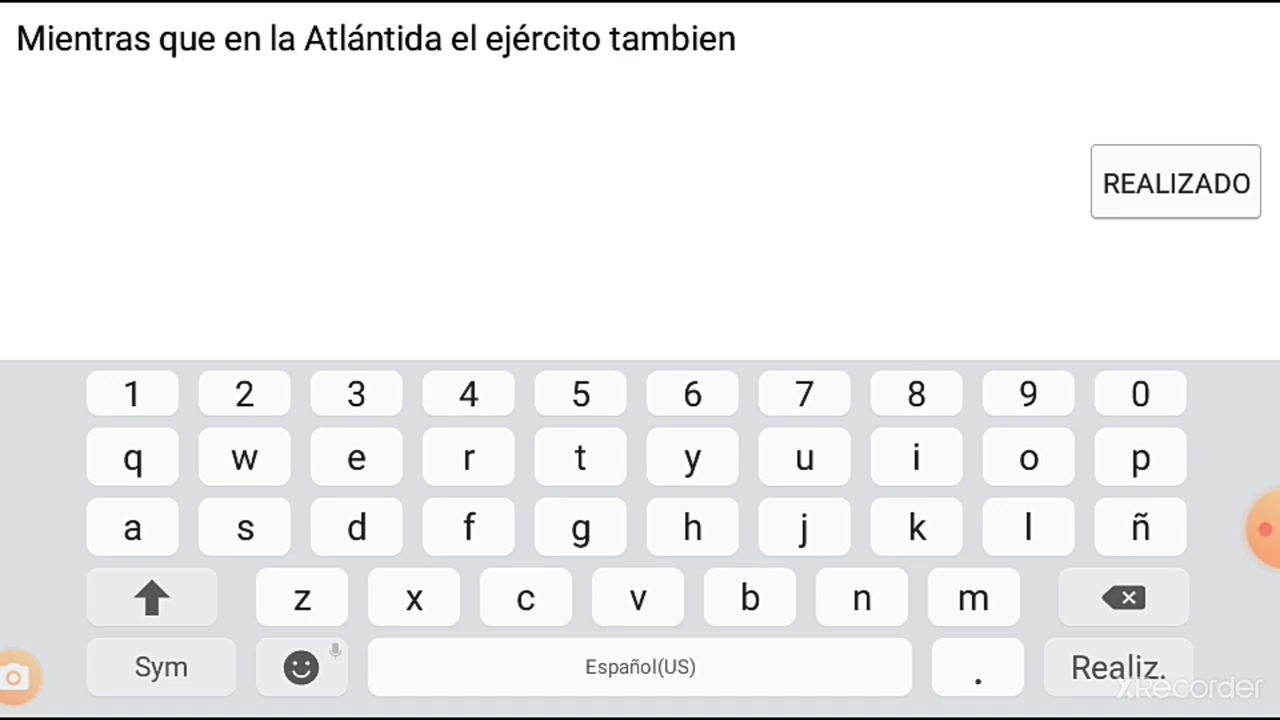 Mientras que en la Atlántida el ejército tambien
REALIZADO
1 2 3 4 5 6 7 8 9 0
q w e r t y u i o p
a s d f g h j k l ñ
z x c v b n m
Sym Español(US) . Realiz.
XRecorder